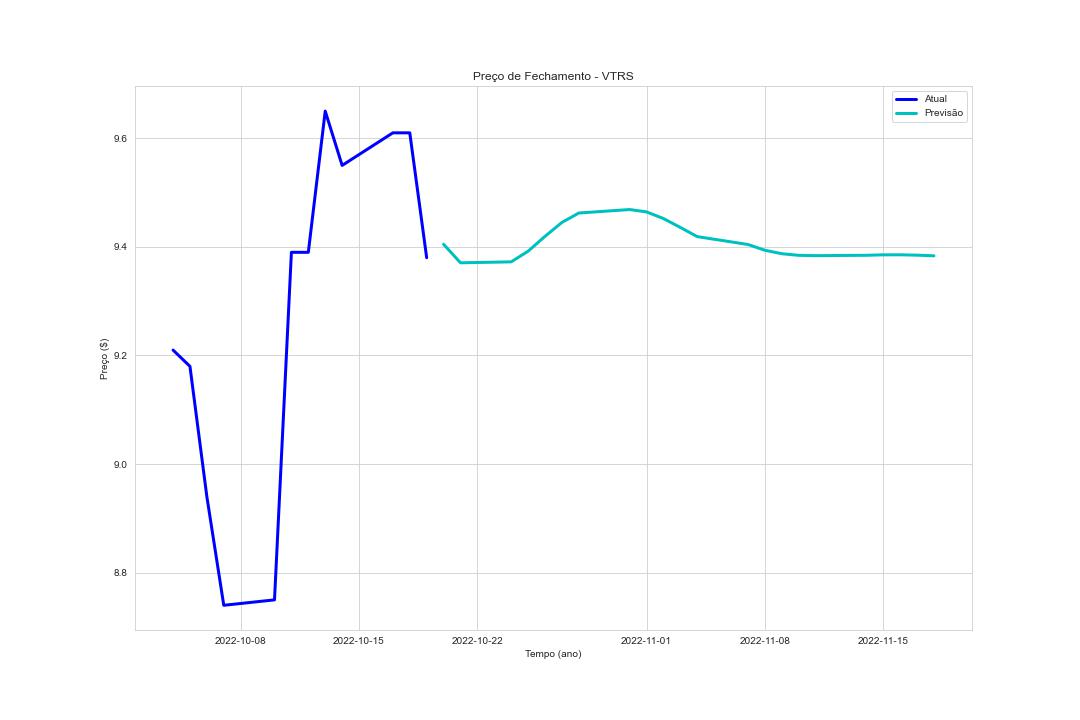 Preço de Fechamento - VTRS
Atual
Previsão
Preço ($)
9.6
9.4
9.2
9.0
8.8
2022-10-08
2022-10-15
2022-10-22
2022-11-01
2022-11-08
2022-11-15
Tempo (ano)